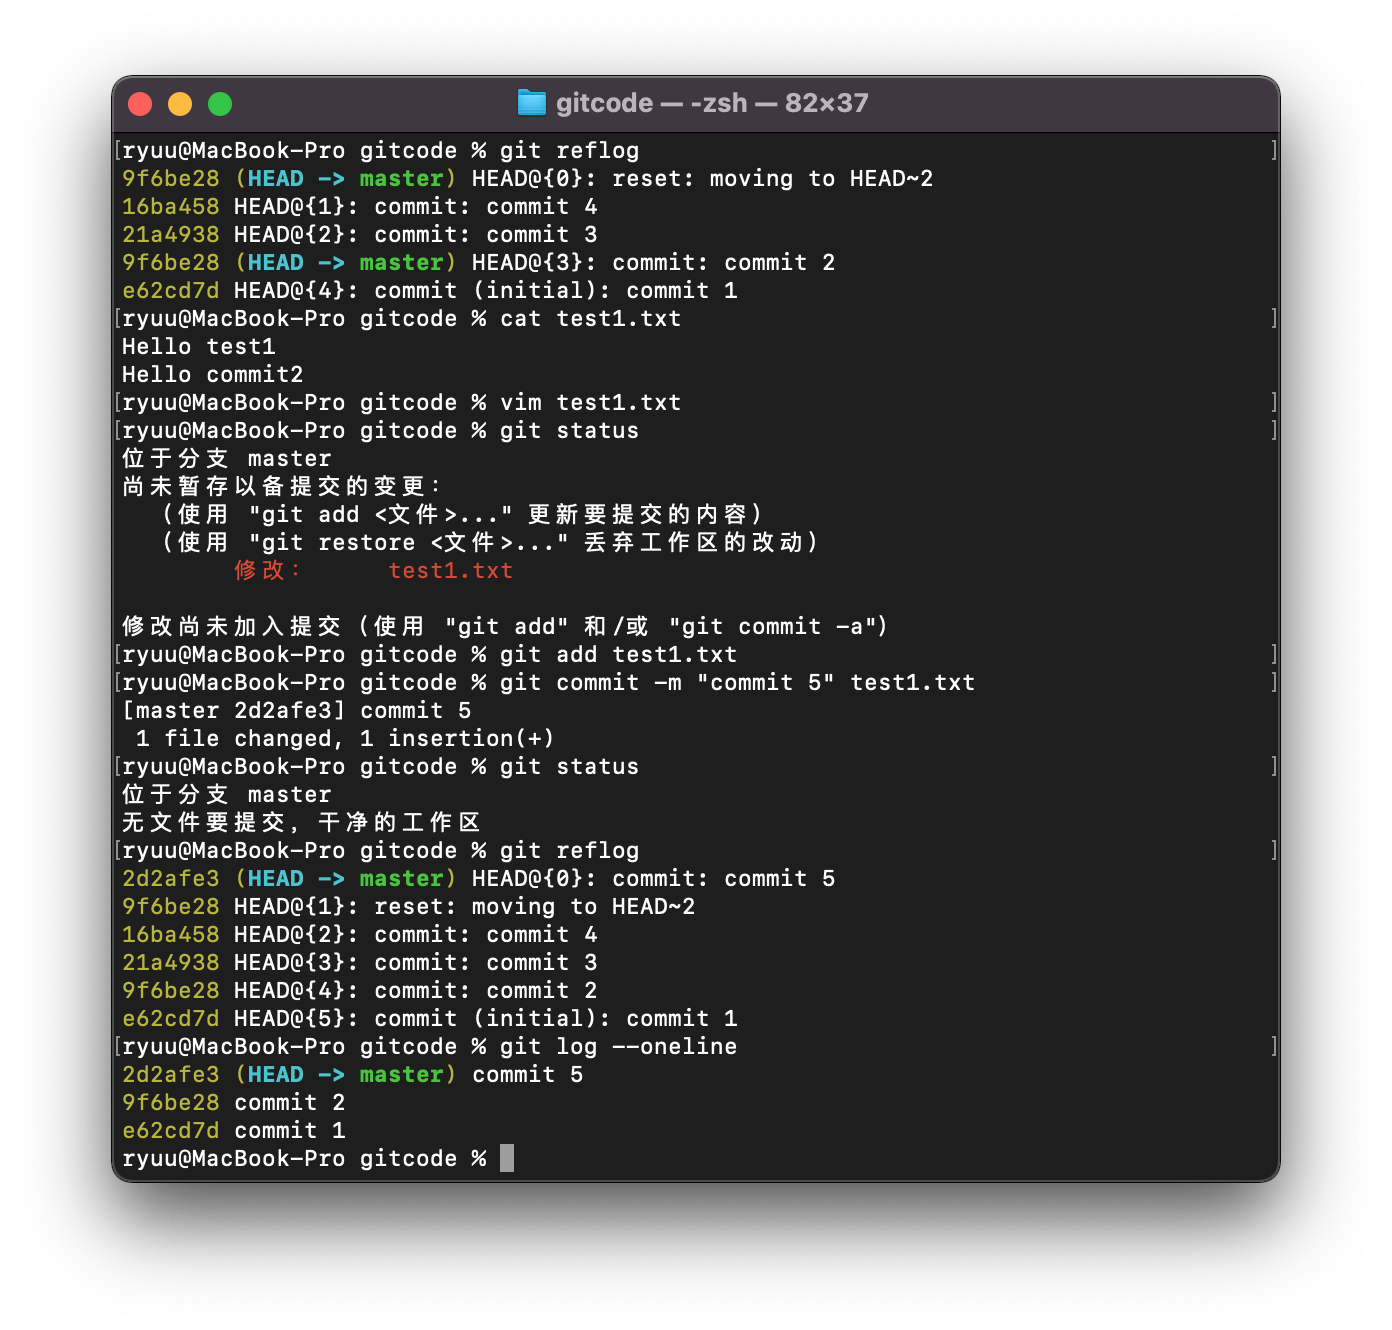 gitcode — -zsh — 82×37
ryuu@MacBook-Pro gitcode % git reflog
9f6be28 (HEAD -> master) HEAD@{0}: reset: moving to HEAD~2
16ba458 HEAD@{1}: commit: commit 4
21a4938 HEAD@{2}: commit: commit 3
9f6be28 (HEAD -> master) HEAD@{3}: commit: commit 2
e62cd7d HEAD@{4}: commit (initial): commit 1
ryuu@MacBook-Pro gitcode % cat test1.txt
Hello test1
Hello commit2
ryuu@MacBook-Pro gitcode % vim test1.txt
ryuu@MacBook-Pro gitcode % git status
位于分支 master
尚未暂存以备提交的变更：
（使用 "git add <文件>..." 更新要提交的内容）
（使用 "git restore <文件>..." 丢弃工作区的改动）
修改：     test1.txt
修改尚未加入提交（使用 "git add" 和/或 "git commit -a"）
ryuu@MacBook-Pro gitcode % git add test1.txt
ryuu@MacBook-Pro gitcode % git commit -m "commit 5" test1.txt
[master 2d2afe3] commit 5
1 file changed, 1 insertion(+)
ryuu@MacBook-Pro gitcode % git status
位于分支 master
无文件要提交，干净的工作区
ryuu@MacBook-Pro gitcode % git reflog
2d2afe3 (HEAD -> master) HEAD@{0}: commit: commit 5
9f6be28 HEAD@{1}: reset: moving to HEAD~2
16ba458 HEAD@{2}: commit: commit 4
21a4938 HEAD@{3}: commit: commit 3
9f6be28 HEAD@{4}: commit: commit 2
e62cd7d HEAD@{5}: commit (initial): commit 1
ryuu@MacBook-Pro gitcode % git log --oneline
2d2afe3 (HEAD -> master) commit 5
9f6be28 commit 2
e62cd7d commit 1
ryuu@MacBook-Pro gitcode %